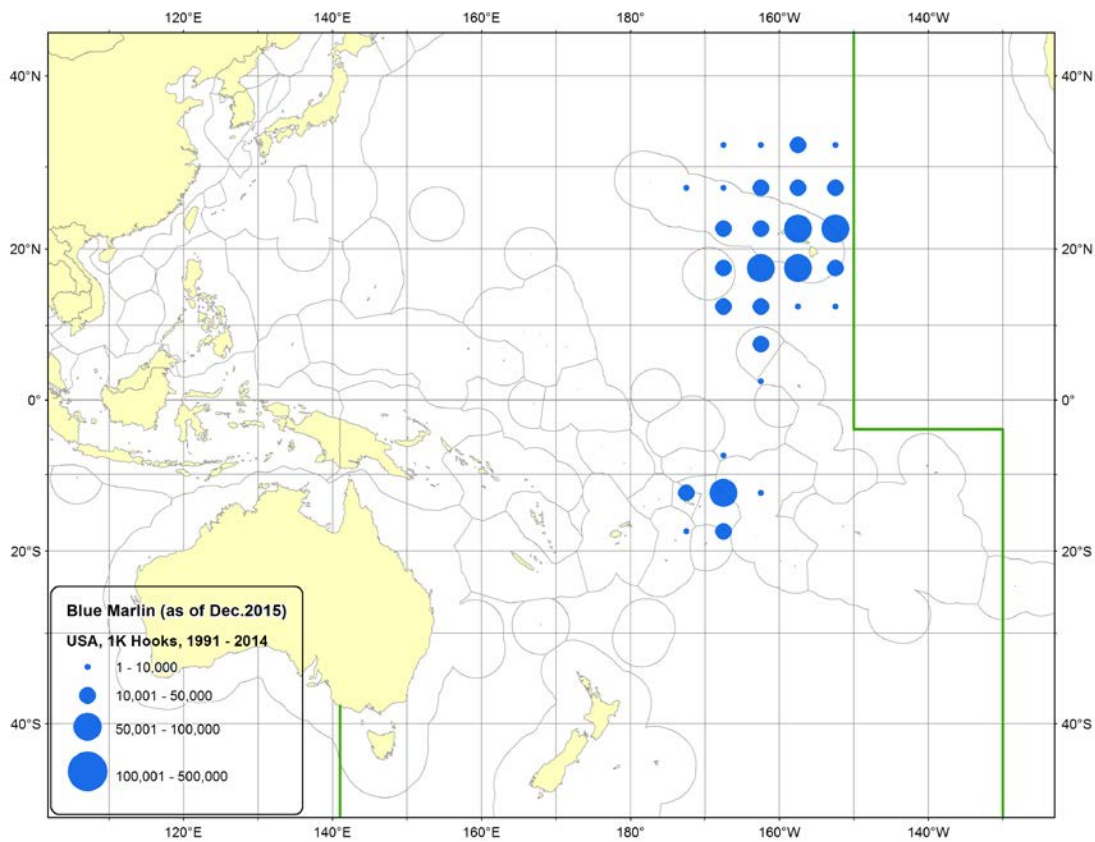 120°E 140°E 160°E 180° 160°W 140°W
40°N 40°N
20°N 20°N
0° 0°
20°S 20°S
40°S 40°S
Blue Marlin (as of Dec.2015)
USA, 1K Hooks, 1991 - 2014
1 - 10,000
10,001 - 50,000
50,001 - 100,000
100,001 - 500,000
120°E 140°E 160°E 180° 160°W 140°W